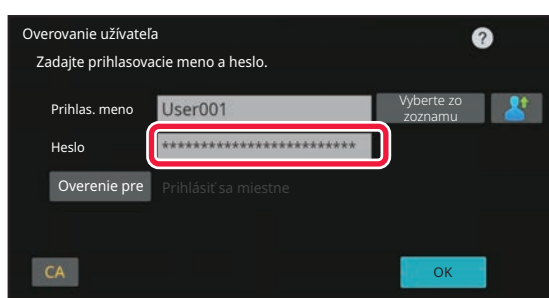 Overovanie užívateľa
?
Zadajte prihlasovacie meno a heslo.
Prihlas. meno User001 Vyberte zo zoznamu
Heslo *************************
Overenie pre Prihlásiť sa miestne
CA OK